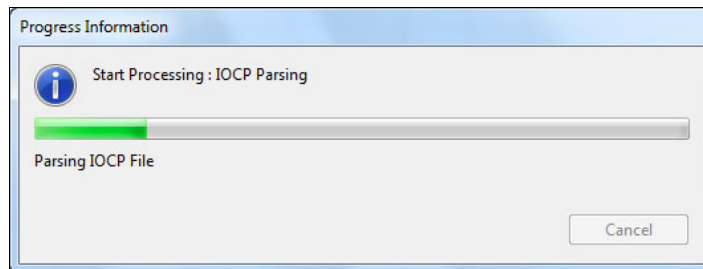 Progress Information
Start Processing : IOCP Parsing
Parsing IOCP File
Cancel